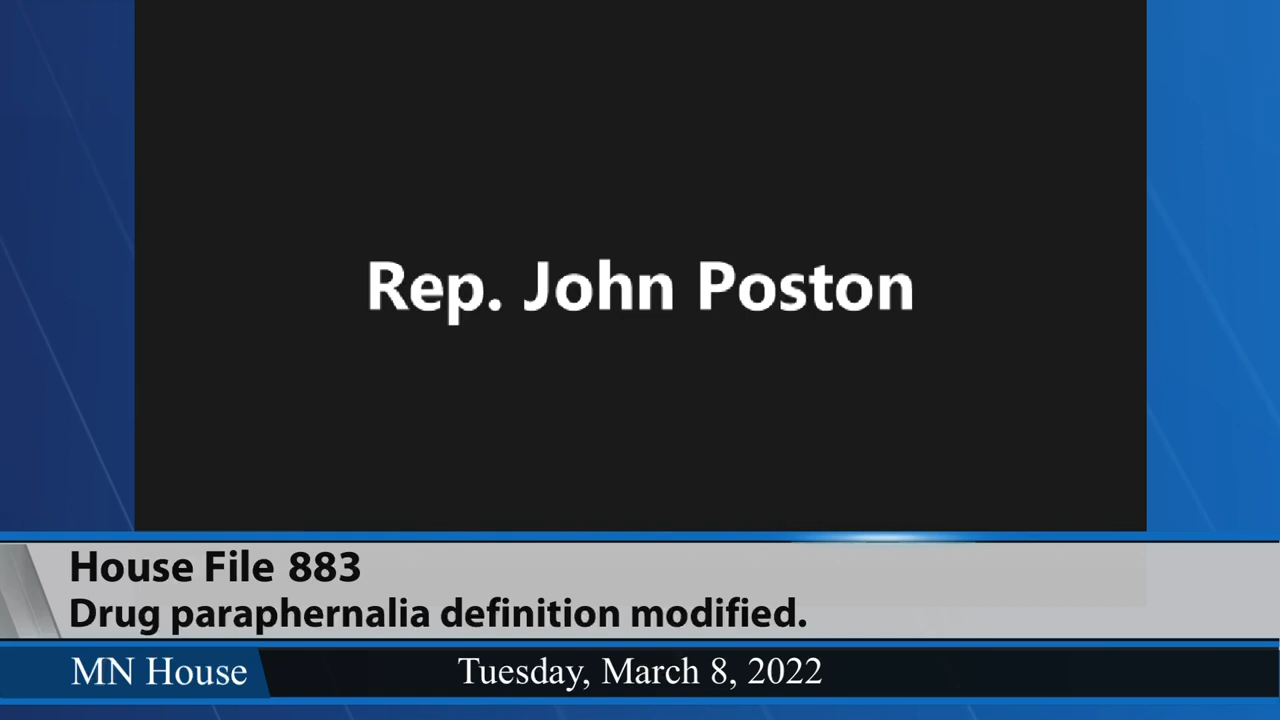 Rep. John Poston
House File 883
Drug paraphernalia definition modified.
MN House
Tuesday, March 8, 2022